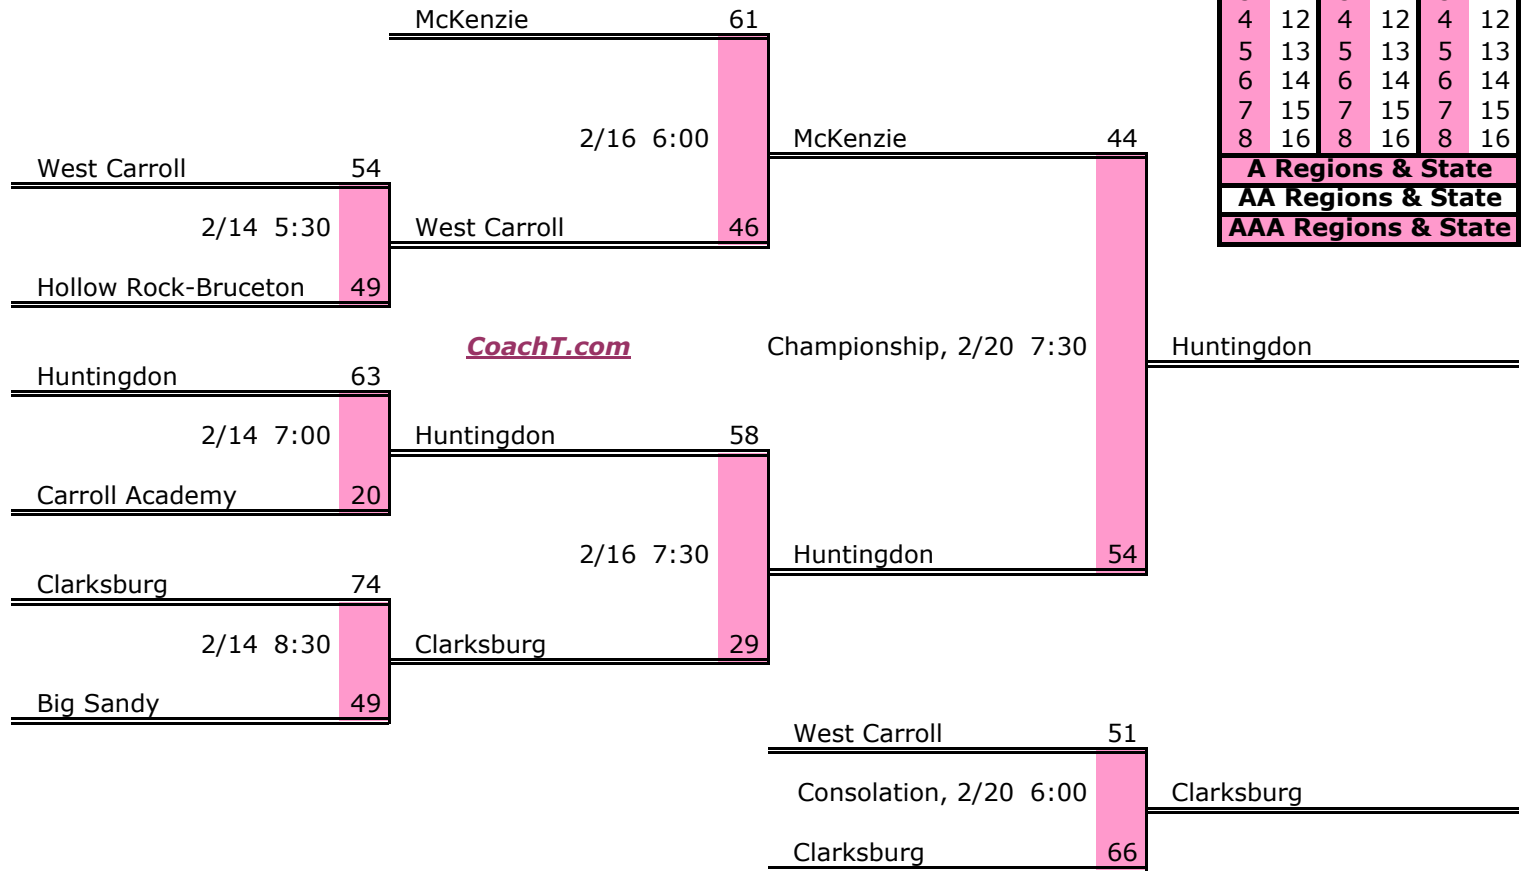 McKenzie 61
4 12 4 12 4 12
5 13 5 13 5 13
6 14 6 14 6 14
7 15 7 15 7 15
2/16 6:00 McKenzie 44
8 16 8 16 8 16
West Carroll 54
A Regions & State
AA Regions & State
2/14 5:30 West Carroll 46
AAA Regions & State
Hollow Rock-Bruceton 49
CoachT.com Championship, 2/20 7:30 Huntingdon
Huntingdon 63
2/14 7:00 Huntingdon 58
Carroll Academy 20
2/16 7:30 Huntingdon 54
Clarksburg 74
2/14 8:30 Clarksburg 29
Big Sandy 49
West Carroll 51
Consolation, 2/20 6:00 Clarksburg
Clarksburg 66